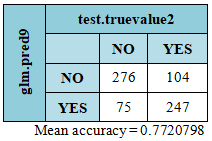 test.truevalue2
glm.pred9
NO YES
NO 276 104
YES 75 247
Mean accuracy = 0.7720798